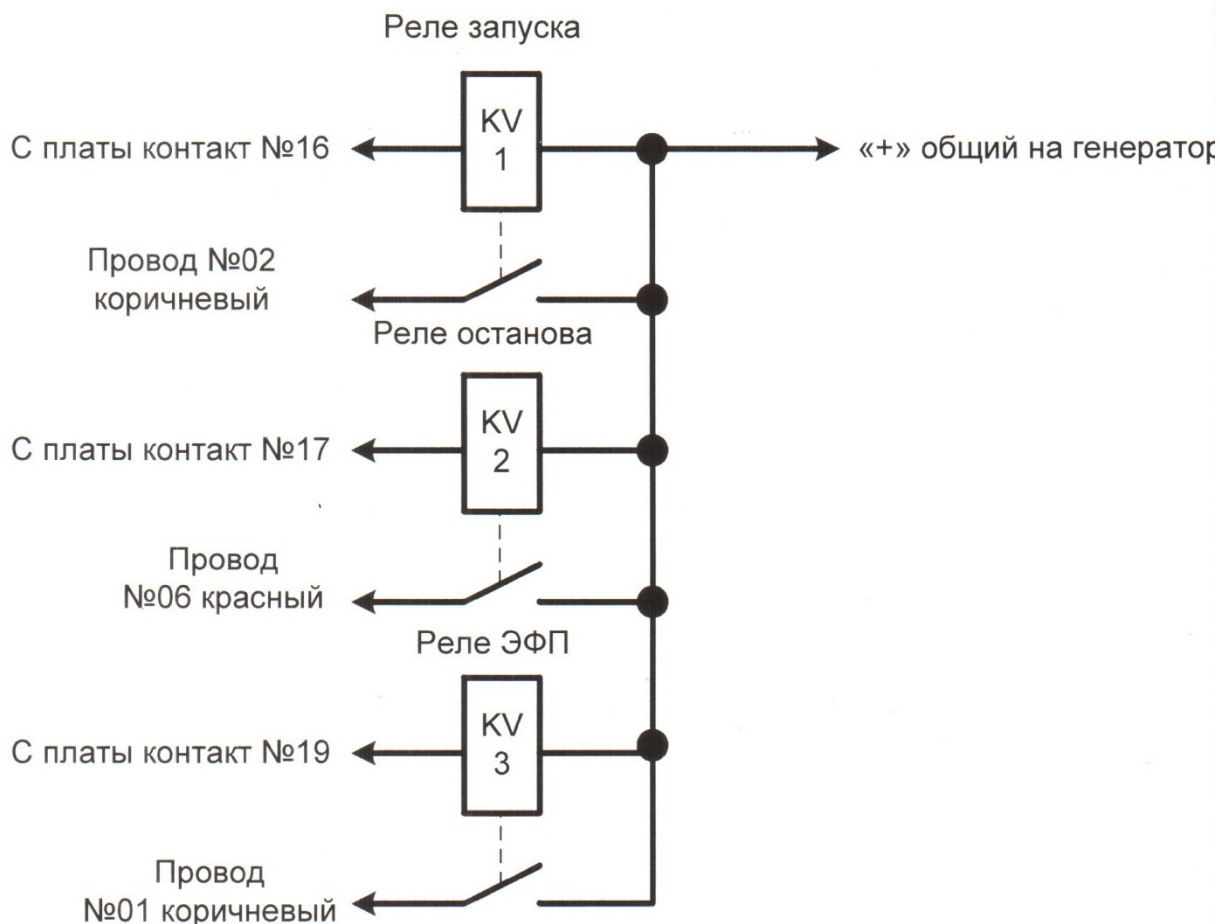 Реле запуска
KV
1
С платы контакт №16
«+» общий на генератор
Провод №02
коричневый
Реле останова
KV
2
С платы контакт №17
Провод
№06 красный
Реле ЭФП
KV
3
С платы контакт №19
Провод
№01 коричневый